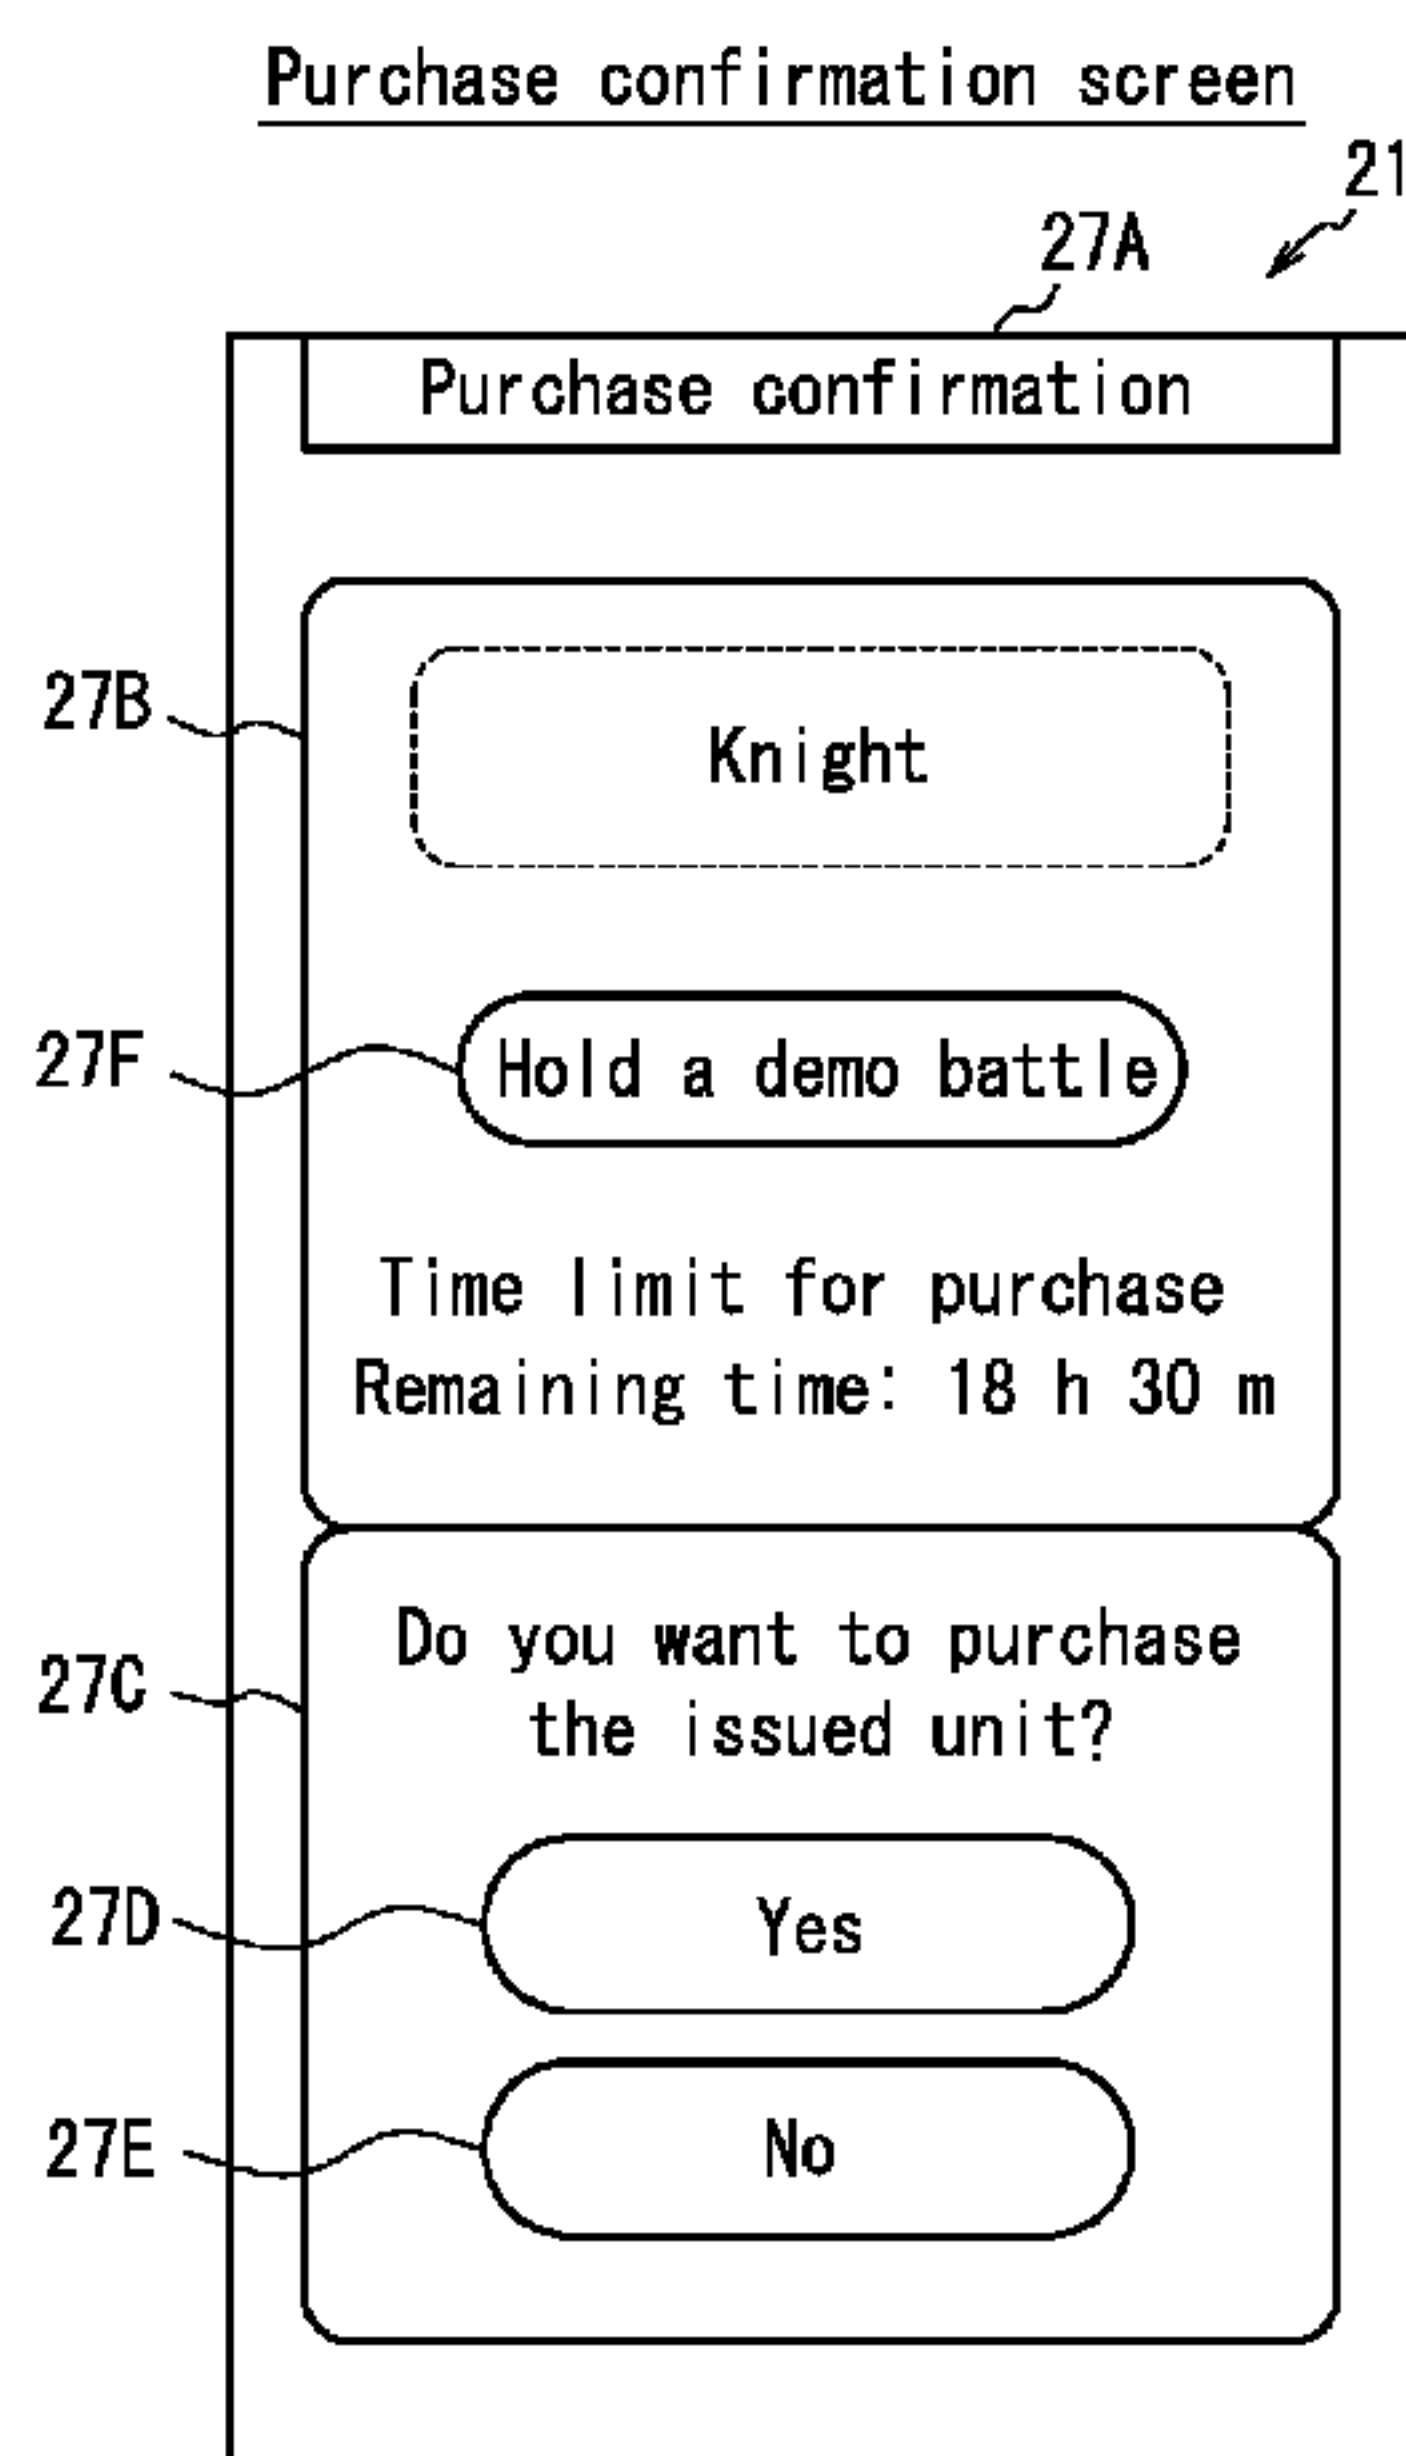 Purchase confirmation screen
21
27A
Purchase confirmation
27B
Knight
27F
Hold a demo battle
Time limit for purchase
Remaining time: 18 h 30 m
27C
Do you want to purchase
the issued unit?
27D
Yes
27E
No